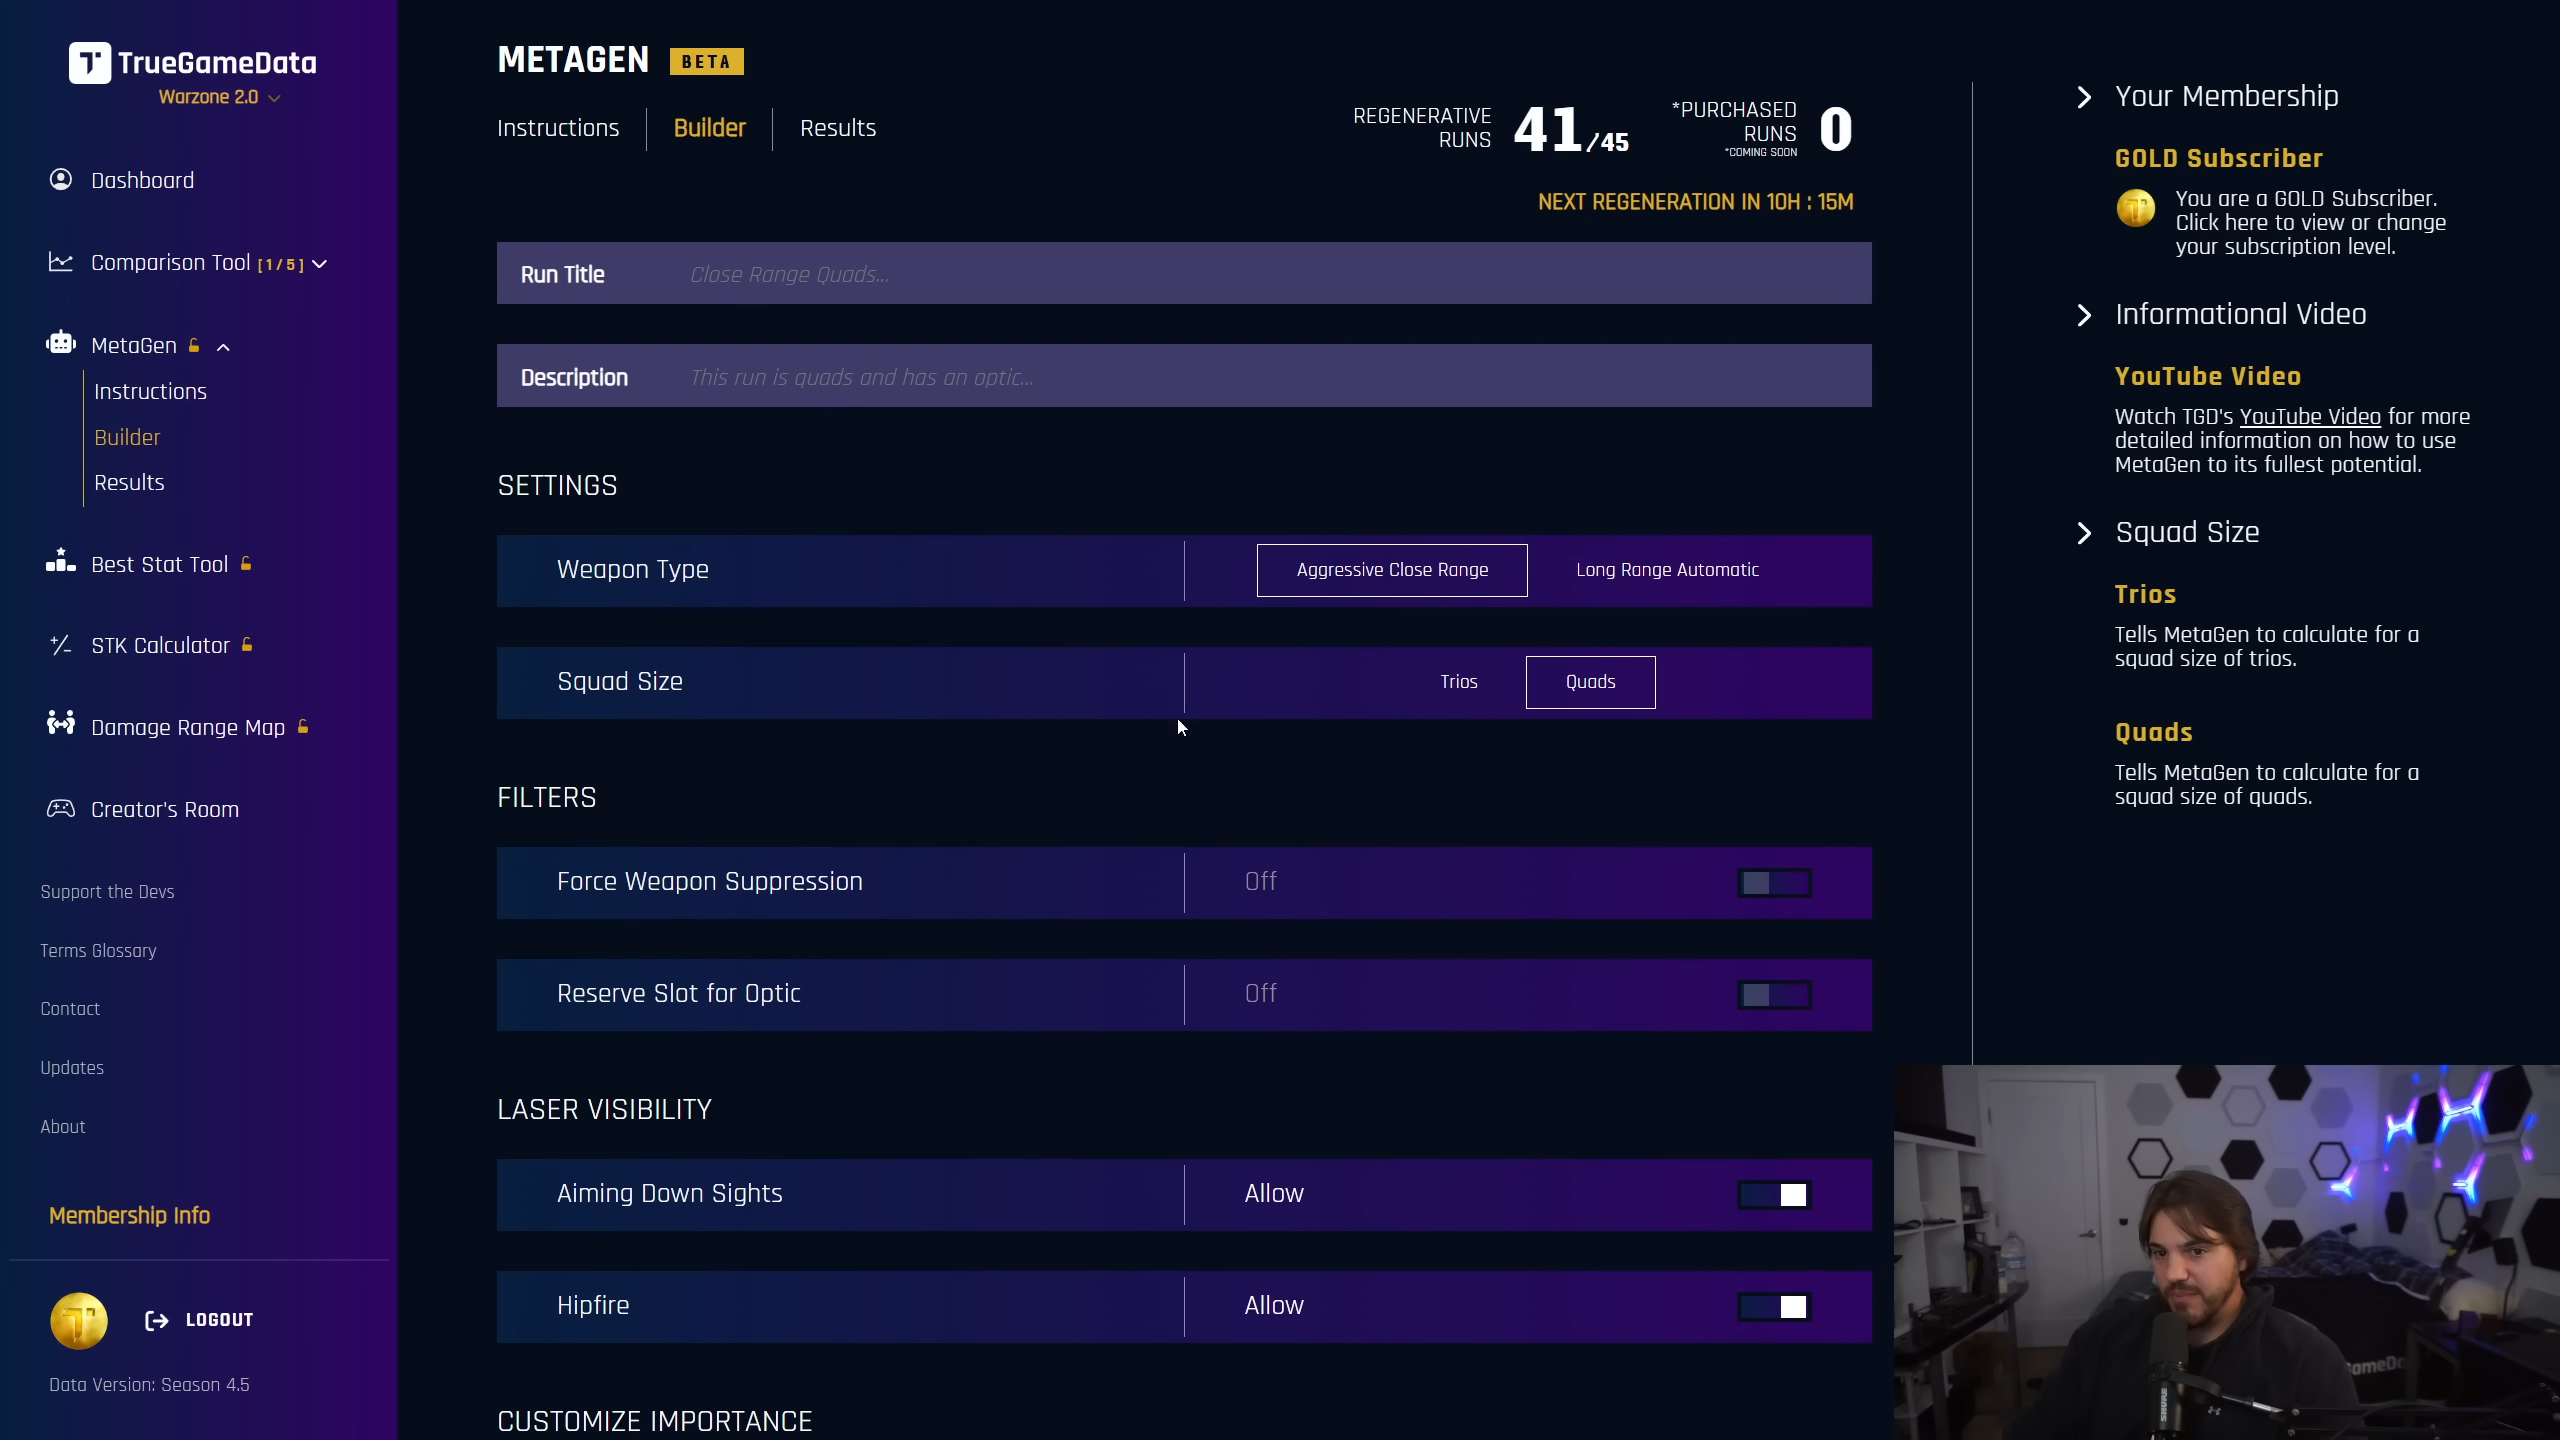 TrueGameData
Warzone 2.0
Dashboard
Comparison Tool [1/5]
MetaGen
Instructions
Builder
Results
Best Stat Tool
STK Calculator
Damage Range Map
Creator's Room
Support the Devs
Terms Glossary
Contact
Updates
About
Membership Info
LOGOUT
Data Version: Season 4.5
METAGEN BETA
Instructions Builder Results
REGENERATIVE
RUNS
41/45
*PURCHASED
RUNS
*COMING SOON
0
NEXT REGENERATION IN 10H : 15M
Run Title Close Range Quads...
Description This run is quads and has an optic...
SETTINGS
Weapon Type Aggressive Close Range Long Range Automatic
Squad Size Trios Quads
FILTERS
Force Weapon Suppression Off
Reserve Slot for Optic Off
LASER VISIBILITY
Aiming Down Sights Allow
Hipfire Allow
CUSTOMIZE IMPORTANCE
Your Membership
GOLD Subscriber
You are a GOLD Subscriber.
Click here to view or change
your subscription level.
Informational Video
YouTube Video
Watch TGD's YouTube Video for more
detailed information on how to use
MetaGen to its fullest potential.
Squad Size
Trios
Tells MetaGen to calculate for a
squad size of trios.
Quads
Tells MetaGen to calculate for a
squad size of quads.
SHURE